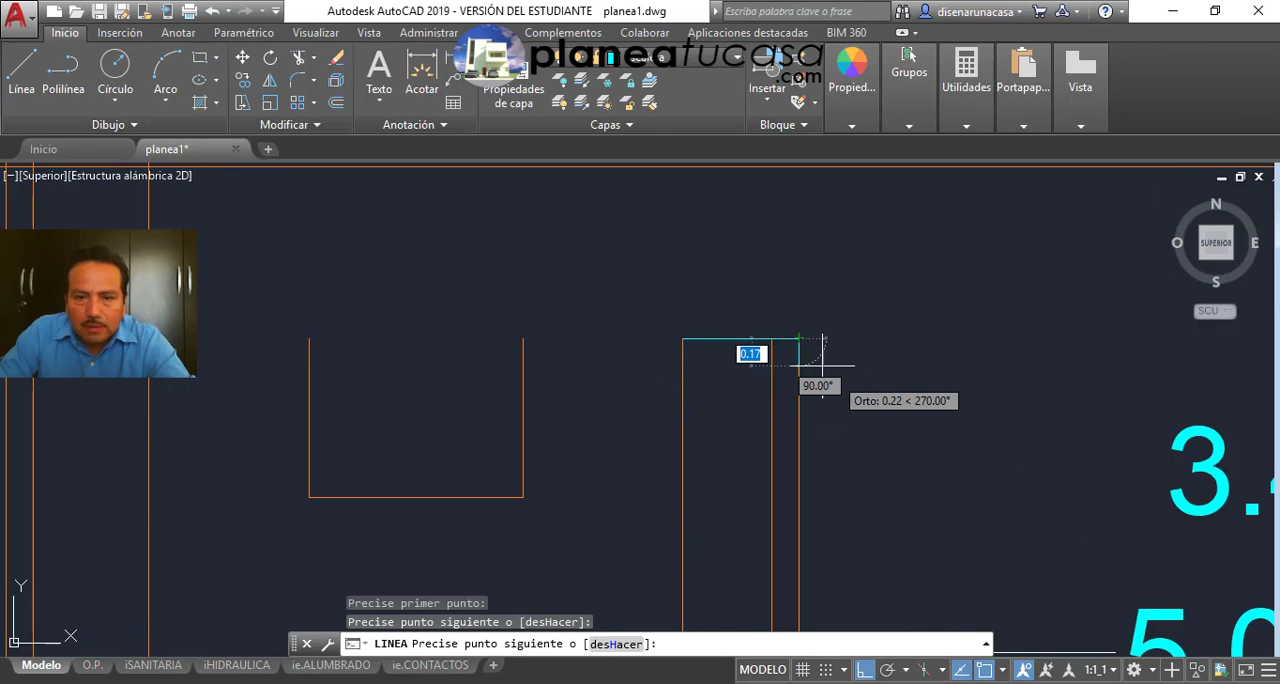 Autodesk AutoCAD 2019 - VERSIÓN DEL ESTUDIANTE planea1.dwg
Escriba palabra clave o frase
disenarunacasa
Inicio Inserción Anotar Paramétrico Visualizar Vista Administrar Complementos Colaborar Aplicaciones destacadas BIM 360
planeatucasa
.com
Línea Polilínea Círculo Arco
Texto Acotar
Propiedades
de capa
Insertar
Propied...
Grupos
Utilidades
Portapap...
Vista
Dibujo Modificar Anotación Capas Bloque
Inicio planea1*
[−][Superior][Estructura alámbrica 2D]
N
O SUPERIOR E
S
SCU
0.17
90.00°
Orto: 0.22 < 270.00°
3.
5.0
Y
X
Precise primer punto:
Precise punto siguiente o [desHacer]:
LINEA Precise punto siguiente o [desHacer]:
Modelo O.P. iSANITARIA iHIDRAULICA ie.ALUMBRADO ie.CONTACTOS
MODELO 1:1_1